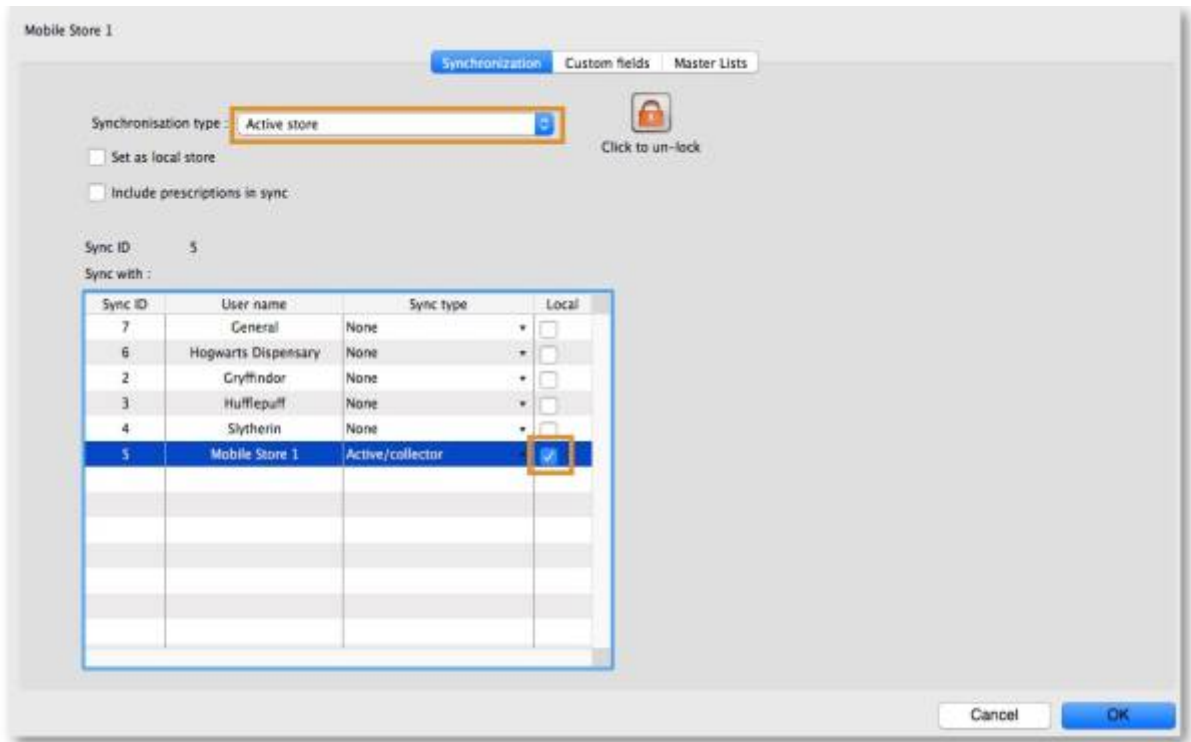 Mobile Store 1
Synchronization Custom fields Master Lists
Synchronisation type : Active store
Click to un-lock
Set as local store
Include prescriptions in sync
Sync ID 5
Sync with :
Sync ID User name Sync type Local
7 General None
6 Hogwarts Dispensary None
2 Gryffindor None
3 Hufflepuff None
4 Slytherin None
5 Mobile Store 1 Active/collector
Cancel OK